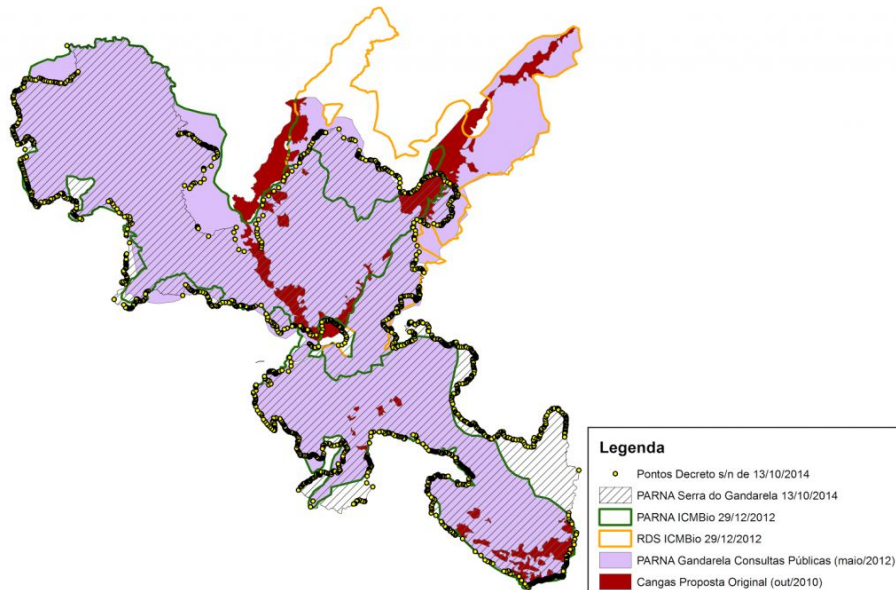 Legenda
Pontos Decreto s/n de 13/10/2014
PARNA Serra do Gandarela 13/10/2014
PARNA ICMBio 29/12/2012
RDS ICMBio 29/12/2012
PARNA Gandarela Consultas Públicas (maio/2012)
Cangas Proposta Original (out/2010)